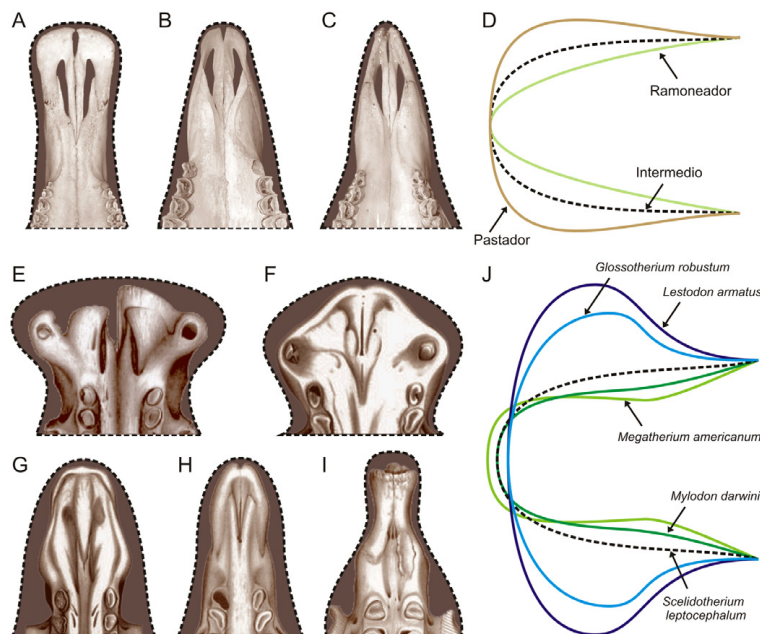 A
B
C
D
Ramoneador
Intermedio
Pastador
E
F
J
Glossotherium robustum
Lestodon armatus
Megatherium americanum
G
H
I
Mylodon darwini
Scelidotherium
leptocephalum